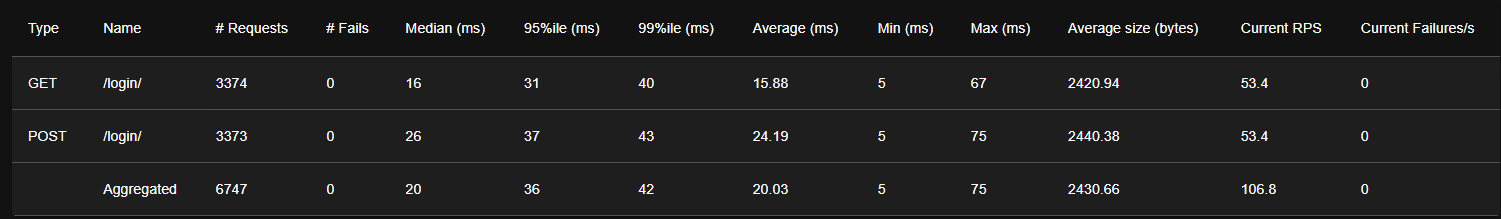 Type Name # Requests # Fails Median (ms) 95%ile (ms) 99%ile (ms) Average (ms) Min (ms) Max (ms) Average size (bytes) Current RPS Current Failures/s
GET /login/ 3374 0 16 31 40 15.88 5 67 2420.94 53.4 0
POST /login/ 3373 0 26 37 43 24.19 5 75 2440.38 53.4 0
Aggregated 6747 0 20 36 42 20.03 5 75 2430.66 106.8 0